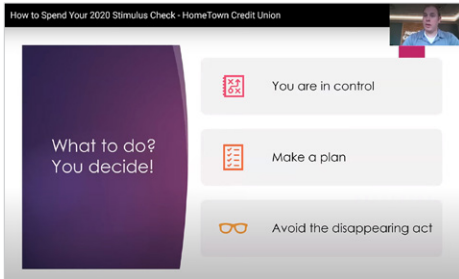 How to Spend Your 2020 Stimulus Check - HomeTown Credit Union
What to do?
You decide!
You are in control
Make a plan
Avoid the disappearing act